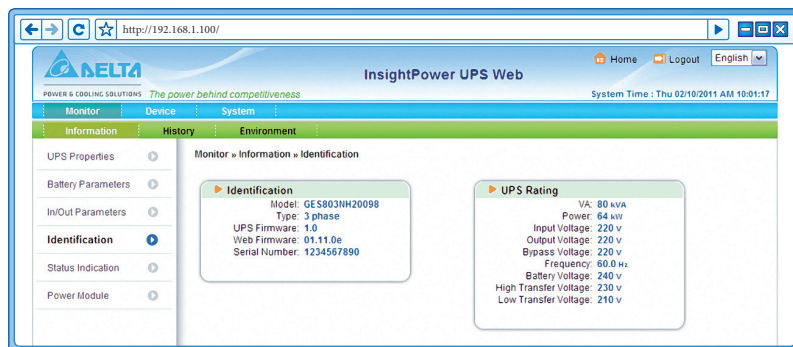 http://192.168.1.100/
DELTA
POWER & COOLING SOLUTIONS
The power behind competitiveness
InsightPower UPS Web
Home
Logout
English
System Time : Thu 02/10/2011 AM 10:01:17
Monitor
Device
System
Information
History
Environment
UPS Properties
Battery Parameters
In/Out Parameters
Identification
Status Indication
Power Module
Monitor » Information » Identification
Identification
Model: GES803NH20098
Type: 3 phase
UPS Firmware: 1.0
Web Firmware: 01.11.0e
Serial Number: 1234567890
UPS Rating
VA: 80 kVA
Power: 64 kW
Input Voltage: 220 V
Output Voltage: 220 V
Bypass Voltage: 220 V
Frequency: 60.0 Hz
Battery Voltage: 240 V
High Transfer Voltage: 230 V
Low Transfer Voltage: 210 V